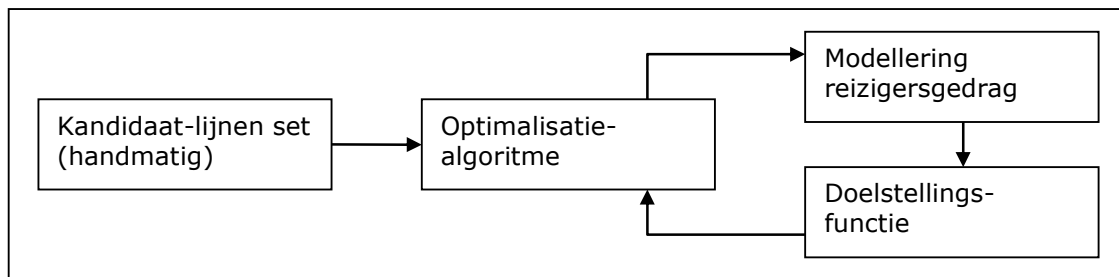 Kandidaat-lijnen set
(handmatig)
Optimalisatie-
algoritme
Modellering
reizigersgedrag
Doelstellings-
functie